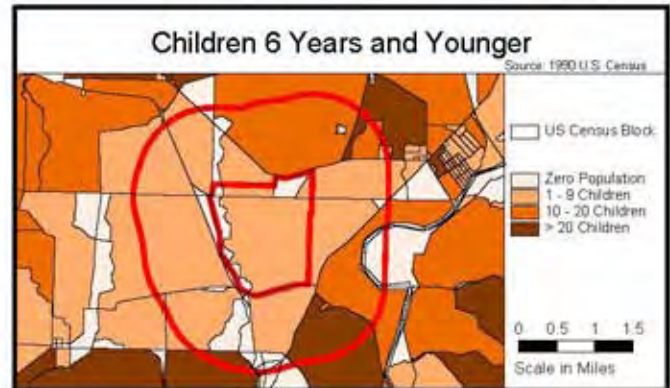 Children 6 Years and Younger
Source: 1990 U.S. Census
US Census Block
Zero Population
1 - 9 Children
10 - 20 Children
> 20 Children
0 0.5 1 1.5
Scale in Miles